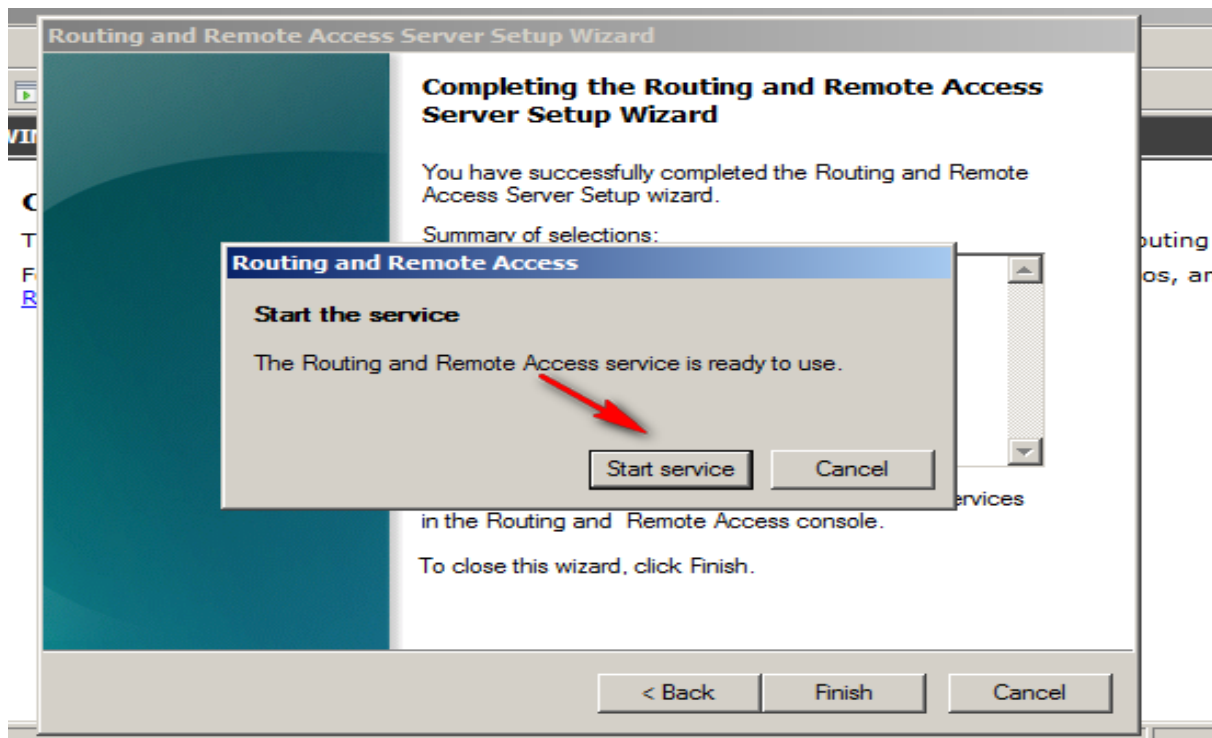 Routing and Remote Access Server Setup Wizard
Completing the Routing and Remote Access
Server Setup Wizard
You have successfully completed the Routing and Remote
Access Server Setup wizard.
Summary of selections:
Routing and Remote Access
Start the service
The Routing and Remote Access service is ready to use.
Start service
Cancel
in the Routing and Remote Access console.
To close this wizard, click Finish.
< Back
Finish
Cancel